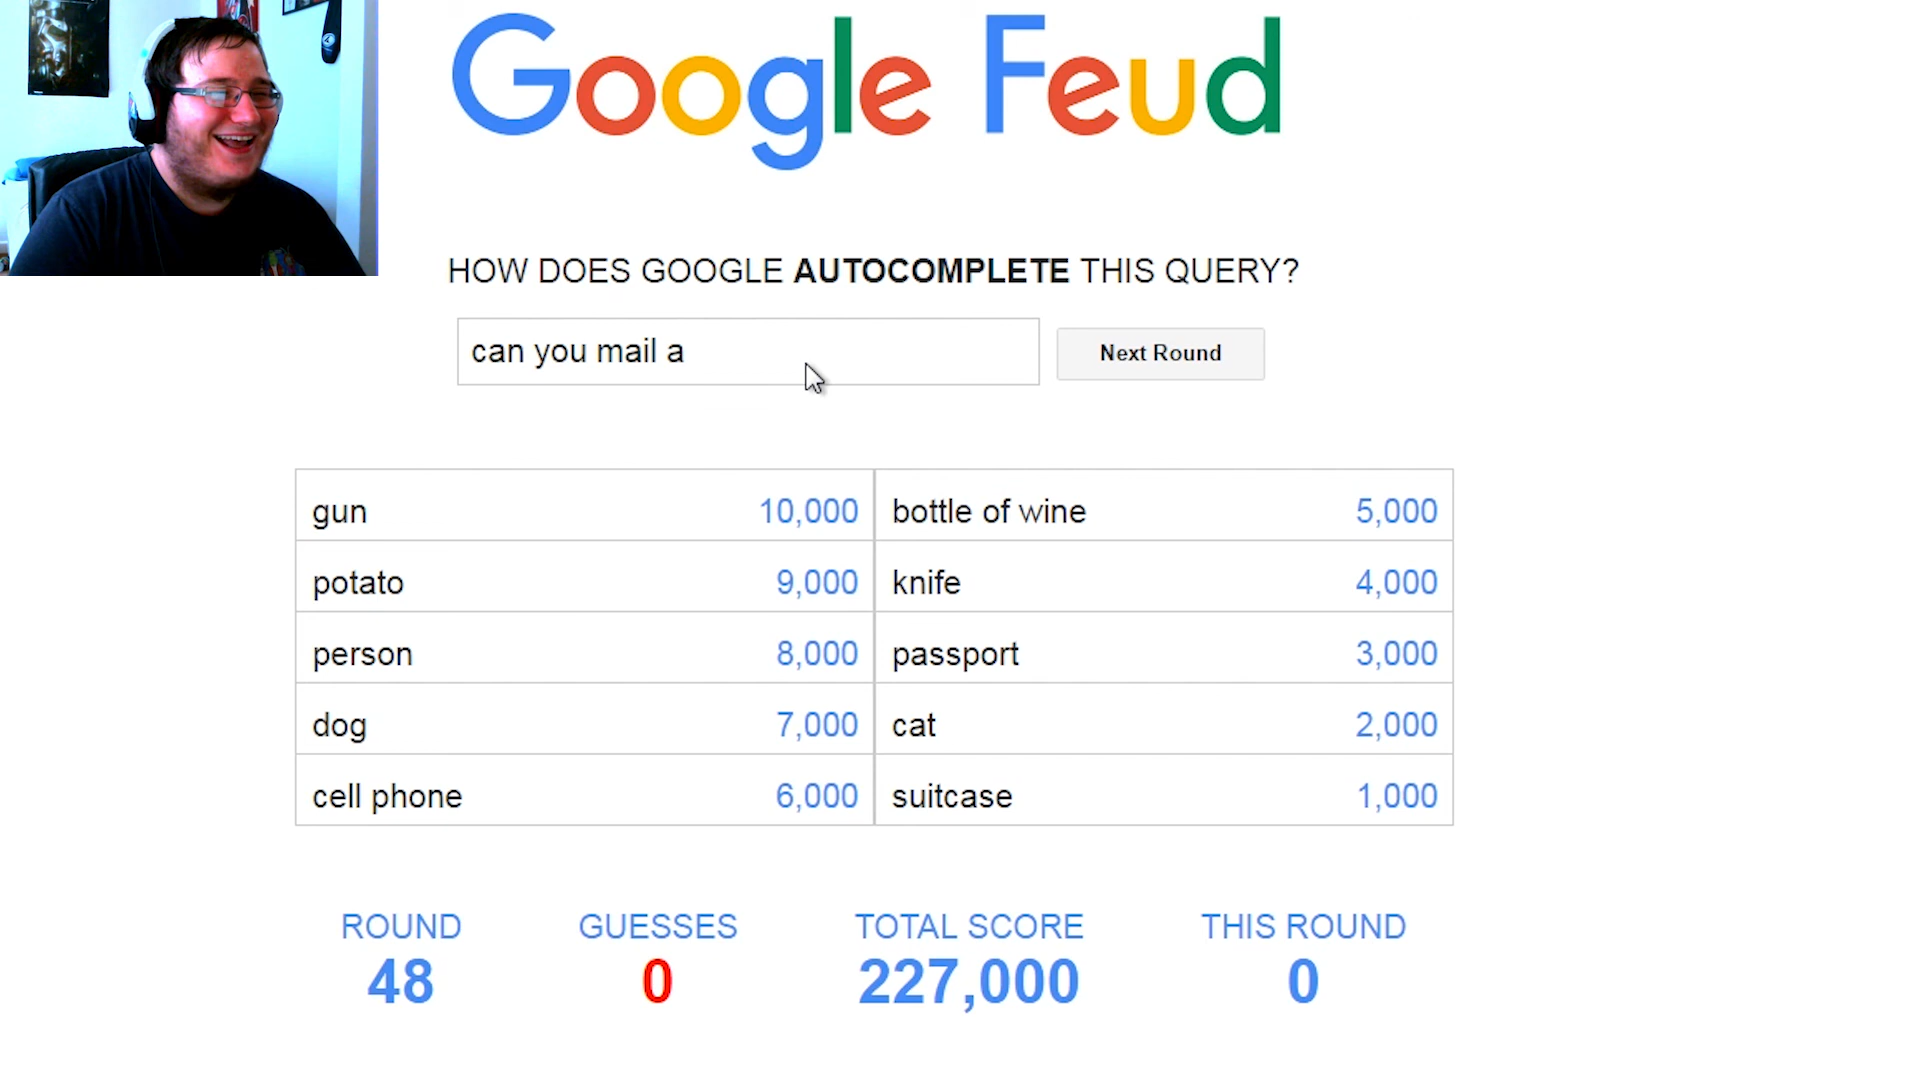 Google Feud
HOW DOES GOOGLE AUTOCOMPLETE THIS QUERY?
can you mail a
Next Round
gun 10,000 bottle of wine 5,000
potato 9,000 knife 4,000
person 8,000 passport 3,000
dog 7,000 cat 2,000
cell phone 6,000 suitcase 1,000
ROUND GUESSES TOTAL SCORE THIS ROUND
48 0 227,000 0